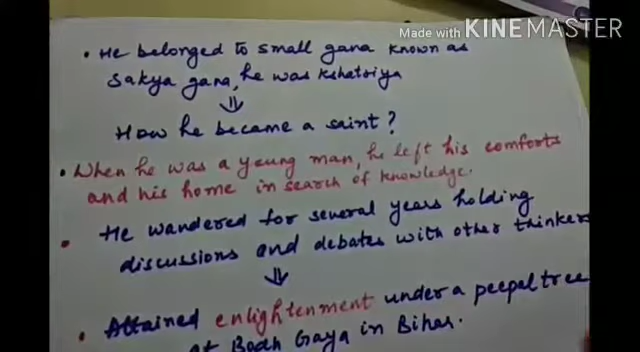 Made with KINEMASTER
• He belonged to small gana known as
Sakya gana, he was kshatriya
⇓
How he became a saint?
• When he was a young man, he left his comforts
and his home in search of knowledge.
• He wandered for several years holding
discussions and debates with other thinkers
⇓
• Attained enlightenment under a peepal tree
at Bodh Gaya in Bihar.